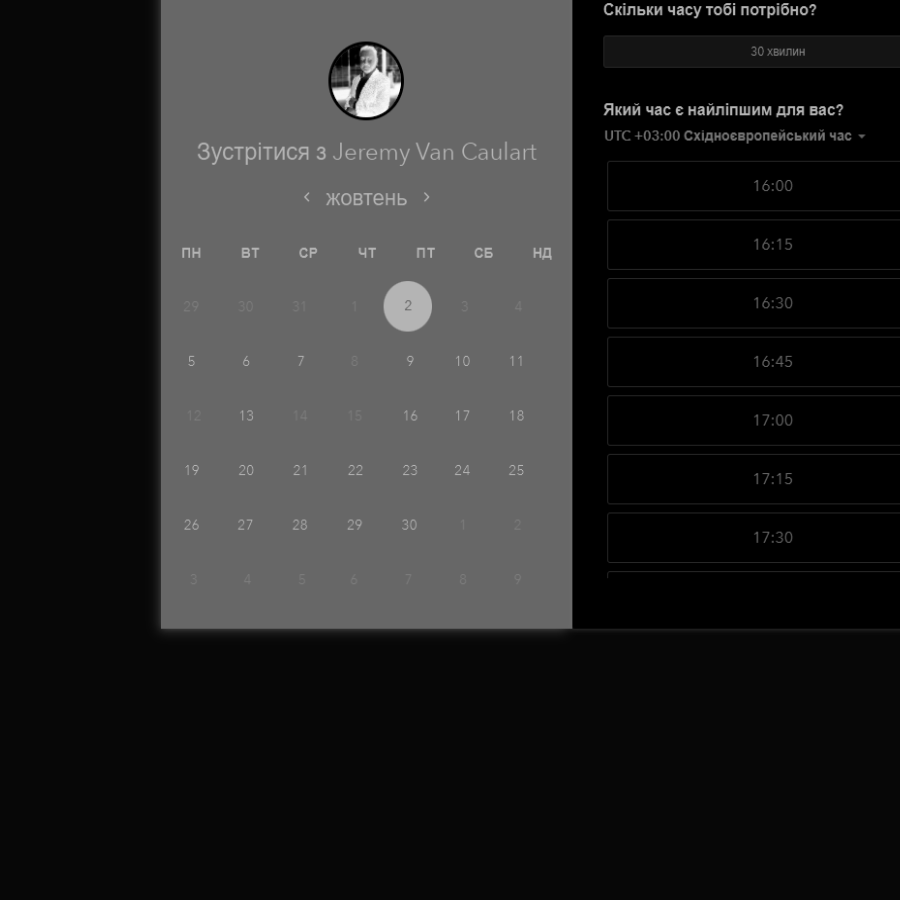 Зустрітися з Jeremy Van Caulart
жовтень
ПН ВТ СР ЧТ ПТ СБ НД
29 30 31 1 2 3 4
5 6 7 8 9 10 11
12 13 14 15 16 17 18
19 20 21 22 23 24 25
26 27 28 29 30 1 2
3 4 5 6 7 8 9
Скільки часу тобі потрібно?
30 хвилин
Який час є найліпшим для вас?
UTC +03:00 Східноєвропейський час
16:00
16:15
16:30
16:45
17:00
17:15
17:30